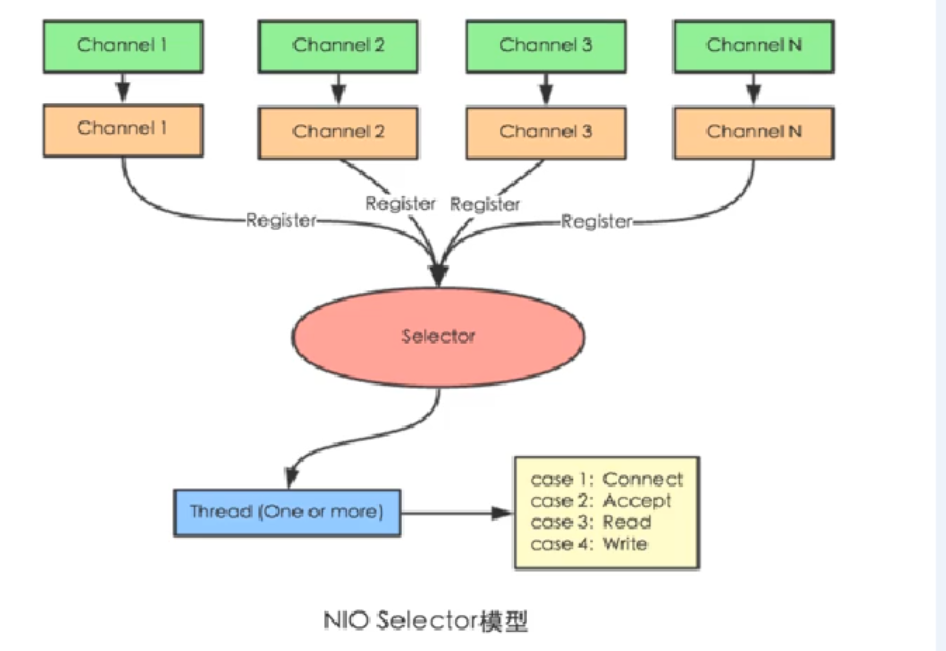 Channel 1
Channel 2
Channel 3
Channel N
Channel 1
Channel 2
Channel 3
Channel N
Register
Register
Register
Register
Selector
Thread (One or more)
case 1: Connect
case 2: Accept
case 3: Read
case 4: Write
NIO Selector模型